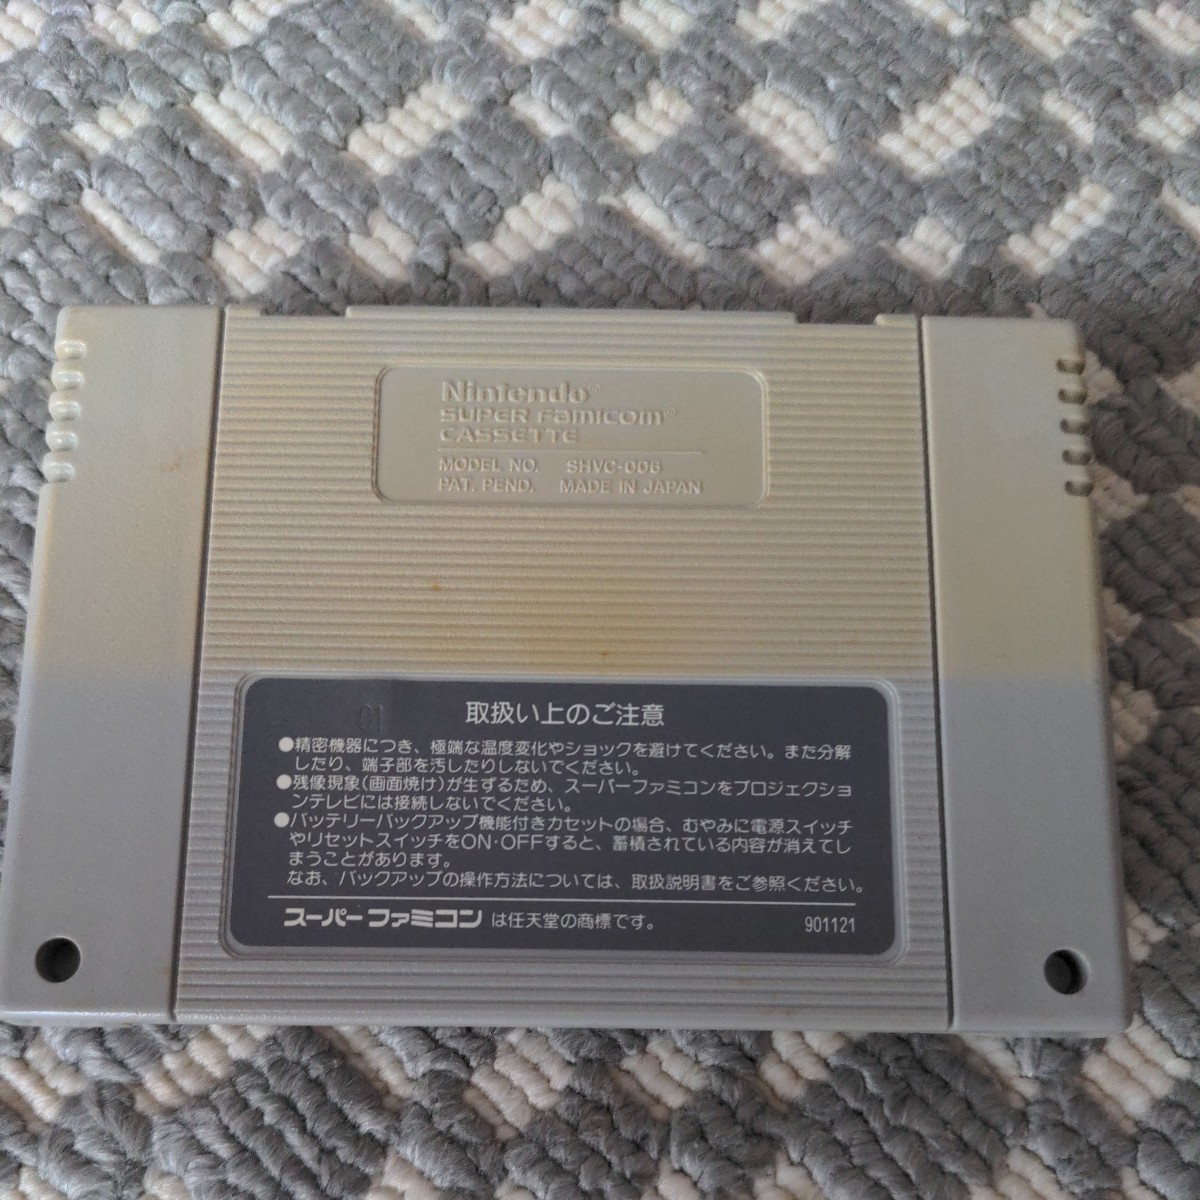 Nintendo®
SUPER FAMICOM®
CASSETTE
MODEL NO. SHVC-006
PAT. PEND. MADE IN JAPAN
01
取扱い上のご注意
●精密機器につき、極端な温度変化やショックを避けてください。また分解
したり、端子部を汚したりしないでください。
●残像現象(画面焼け)が生ずるため、スーパーファミコンをプロジェクショ
ンテレビには接続しないでください。
●バッテリーバックアップ機能付きカセットの場合、むやみに電源スイッチ
やリセットスイッチをON・OFFすると、蓄積されている内容が消えてし
まうことがあります。
なお、バックアップの操作方法については、取扱説明書をご参照ください。
スーパーファミコン は任天堂の商標です。 901121